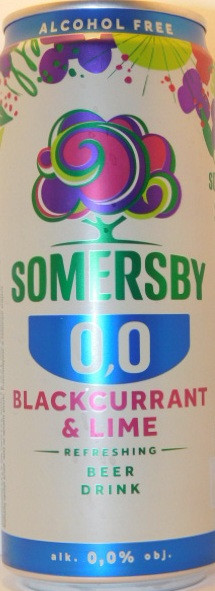 ALCOHOL FREE
SOMERSBY
0,0
BLACKCURRANT
& LIME
REFRESHING
BEER
DRINK
alk. 0,0% obj.